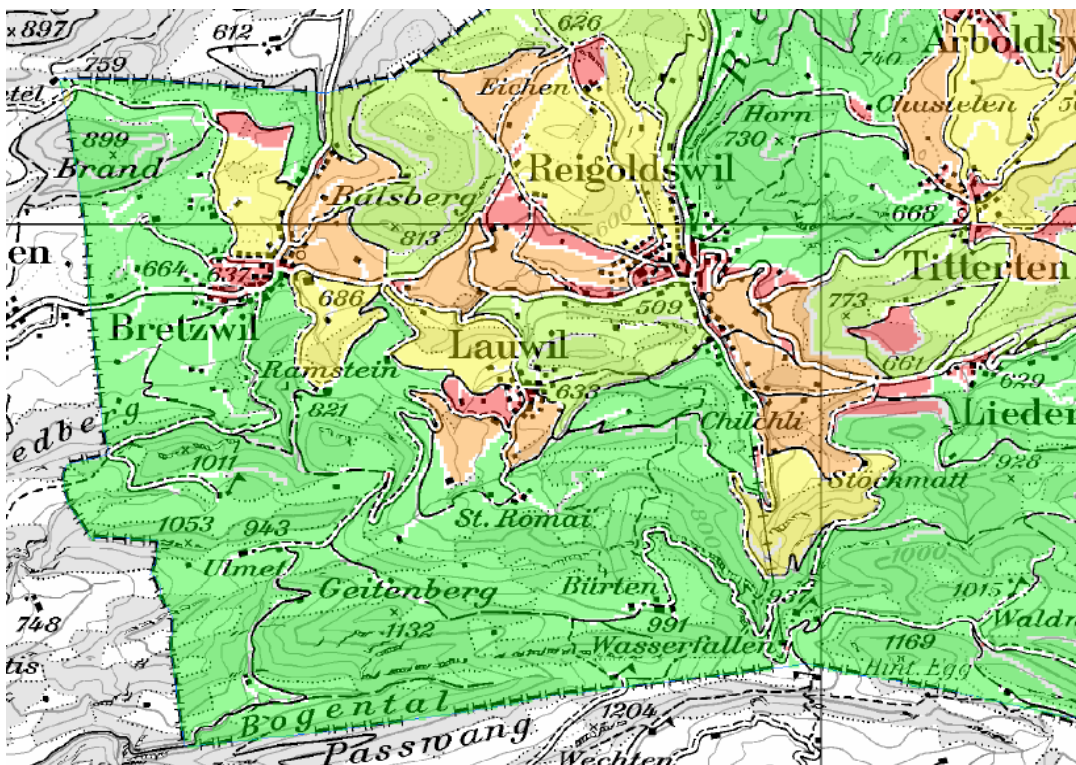 897
612
626
Arboldsw
759
Eichen
740
Chastelen
Horn
730
899
Brand
Reigoldswil
Balsberg
813
600
668
en
664
637
Titterten
686
509
773
Bretzwil
Lauwil
661
Ramstein
633
629
821
Chilchli
Lieder
edberg
1011
928
Stockmatt
St. Romai
1053
943
800
1000
Ulmet
Geitenberg
Bürten
937
1015
748
1132
991
Waldn
Wasserfallen
1169
tis
Hint. Egg
Bogental
1204
Passwang
Wechten